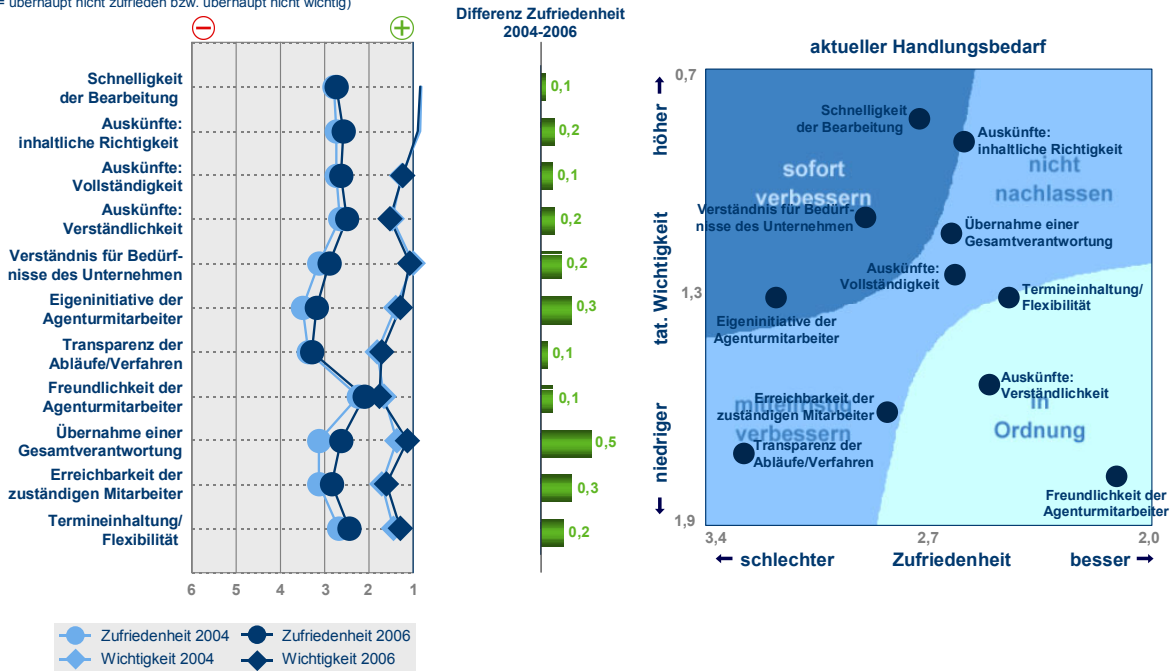 = überhaupt nicht zufrieden bzw. überhaupt nicht wichtig)
Schnelligkeit
der Bearbeitung
Auskünfte:
inhaltliche Richtigkeit
Auskünfte:
Vollständigkeit
Auskünfte:
Verständlichkeit
Verständnis für Bedürf-
nisse des Unternehmen
Eigeninitiative der
Agenturmitarbeiter
Transparenz der
Abläufe/Verfahren
Freundlichkeit der
Agenturmitarbeiter
Übernahme einer
Gesamtverantwortung
Erreichbarkeit der
zuständigen Mitarbeiter
Termineinhaltung/
Flexibilität
6 5 4 3 2 1
Zufriedenheit 2004
Zufriedenheit 2006
Wichtigkeit 2004
Wichtigkeit 2006
Differenz Zufriedenheit
2004-2006
0,1
0,2
0,1
0,2
0,2
0,3
0,1
0,1
0,5
0,3
0,2
aktueller Handlungsbedarf
0,7
höher
tat. Wichtigkeit
1,3
niedriger
1,9
Schnelligkeit
der Bearbeitung
Auskünfte:
inhaltliche Richtigkeit
sofort
verbessern
nicht
nachlassen
Verständnis für Bedürf-
nisse des Unternehmen
Übernahme einer
Gesamtverantwortung
Auskünfte:
Vollständigkeit
Termineinhaltung/
Flexibilität
Eigeninitiative der
Agenturmitarbeiter
Auskünfte:
Verständlichkeit
Erreichbarkeit der
zuständigen Mitarbeiter
mittelfristig
verbessern
in
Ordnung
Transparenz der
Abläufe/Verfahren
Freundlichkeit der
Agenturmitarbeiter
3,4 2,7 2,0
schlechter Zufriedenheit besser